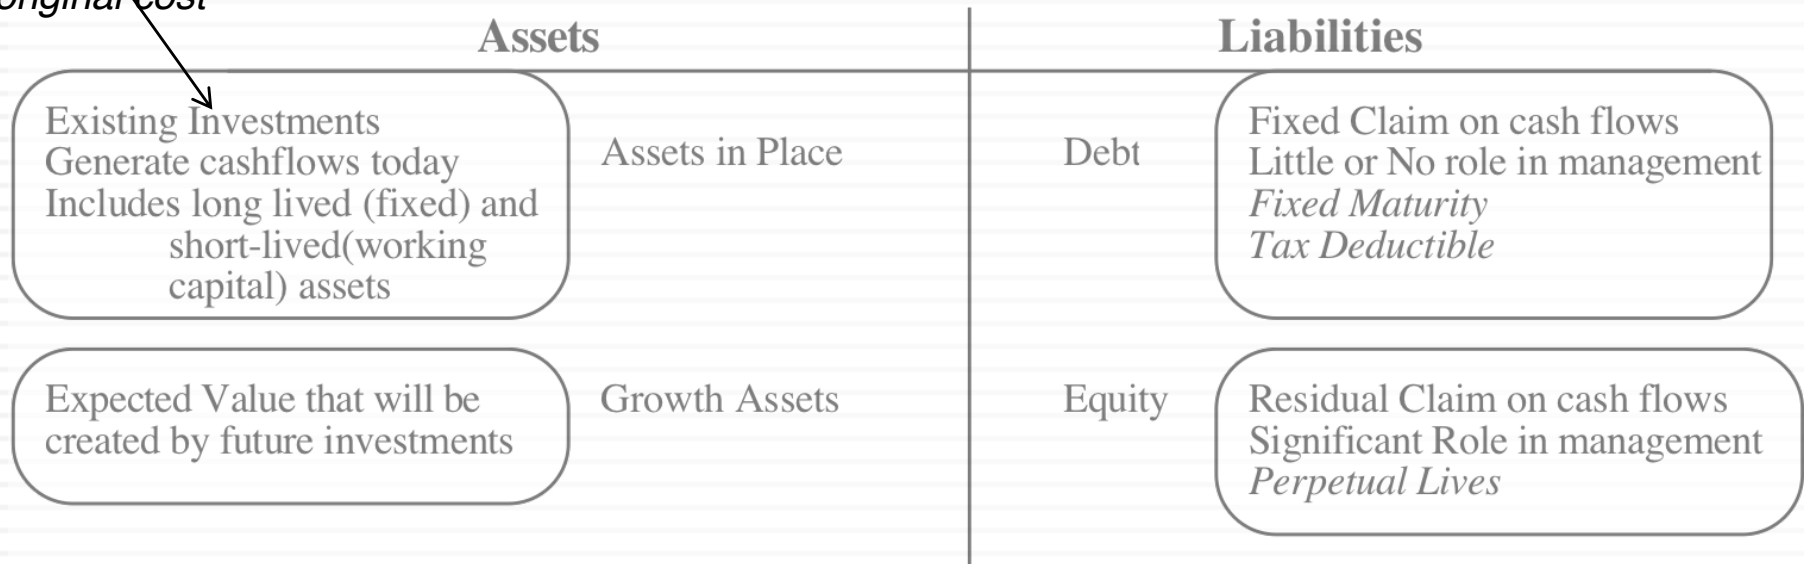 original cost
Assets
Liabilities
Existing Investments
Generate cashflows today
Includes long lived (fixed) and
short-lived(working
capital) assets
Assets in Place
Debt
Fixed Claim on cash flows
Little or No role in management
Fixed Maturity
Tax Deductible
Expected Value that will be
created by future investments
Growth Assets
Equity
Residual Claim on cash flows
Significant Role in management
Perpetual Lives